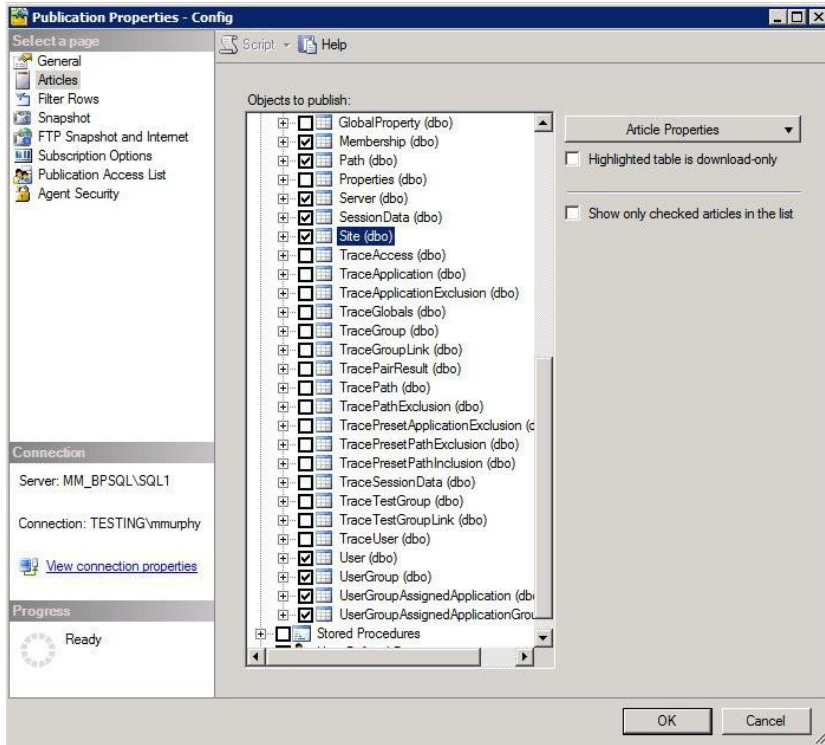 Publication Properties - Config
Select a page
General
Articles
Filter Rows
Snapshot
FTP Snapshot and Internet
Subscription Options
Publication Access List
Agent Security
Connection
Server: MM_BPSQL\SQL1
Connection: TESTING\mmurphy
View connection properties
Progress
Ready
Script
Help
Objects to publish:
GlobalProperty (dbo)
Membership (dbo)
Path (dbo)
Properties (dbo)
Server (dbo)
SessionData (dbo)
Site (dbo)
TraceAccess (dbo)
TraceApplication (dbo)
TraceApplicationExclusion (dbo)
TraceGlobals (dbo)
TraceGroup (dbo)
TraceGroupLink (dbo)
TracePairResult (dbo)
TracePath (dbo)
TracePathExclusion (dbo)
TracePresetApplicationExclusion (d
TracePresetPathExclusion (dbo)
TracePresetPathInclusion (dbo)
TraceSessionData (dbo)
TraceTestGroup (dbo)
TraceTestGroupLink (dbo)
TraceUser (dbo)
User (dbo)
UserGroup (dbo)
UserGroupAssignedApplication (db
UserGroupAssignedApplicationGrou
Stored Procedures
Article Properties
Highlighted table is download-only
Show only checked articles in the list
OK
Cancel